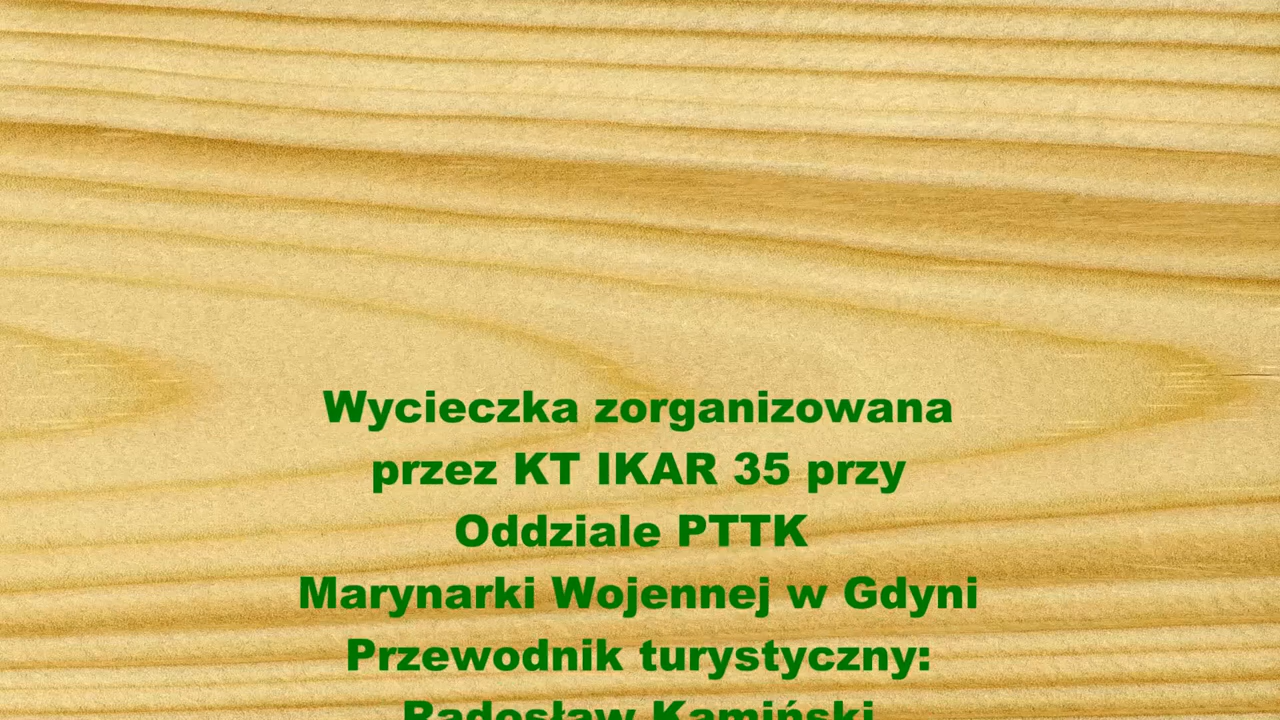 Wycieczka zorganizowana
przez KT IKAR 35 przy
Oddziale PTTK
Marynarki Wojennej w Gdyni
Przewodnik turystyczny:
Radosław Kamiński